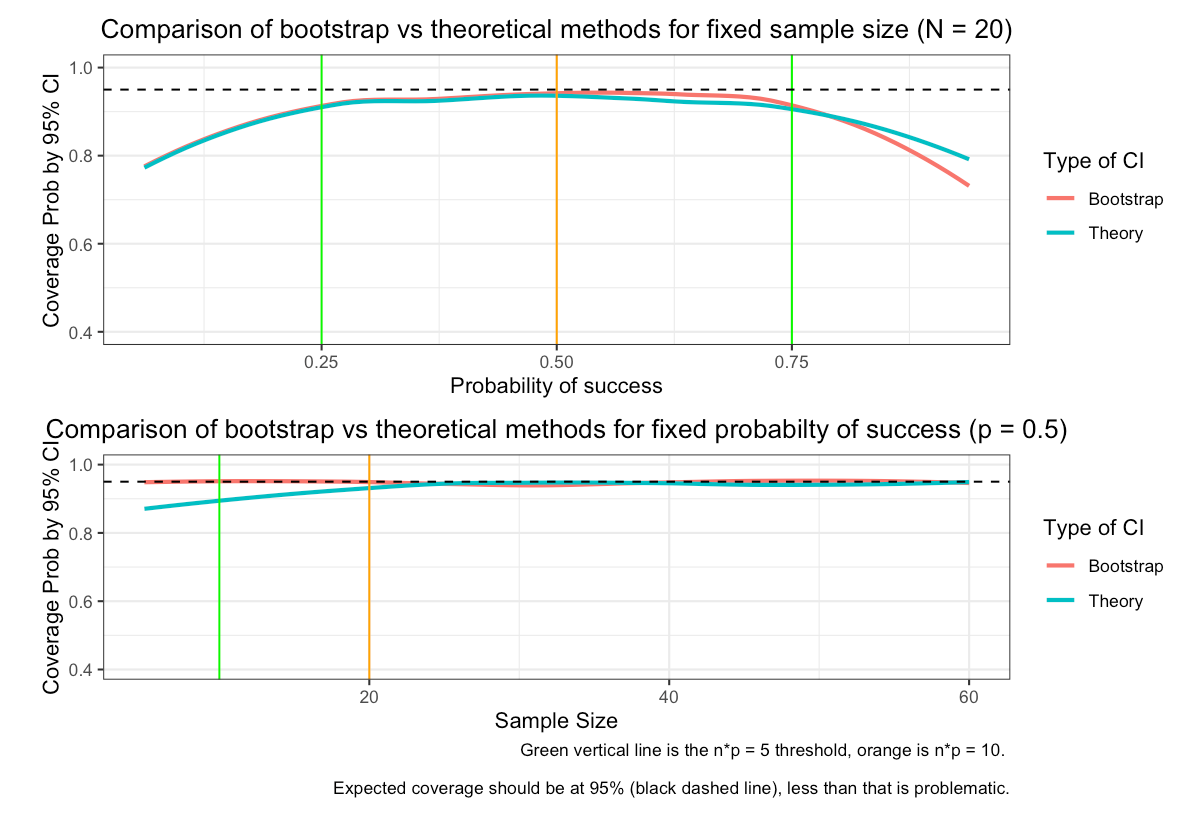 Comparison of bootstrap vs theoretical methods for fixed sample size (N = 20)
Coverage Prob by 95% CI
1.0
0.8
0.6
0.4
0.25
0.50
0.75
Probability of success
Type of CI
Bootstrap
Theory
Comparison of bootstrap vs theoretical methods for fixed probabilty of success (p = 0.5)
Coverage Prob by 95% CI
1.0
0.8
0.6
0.4
20
40
60
Sample Size
Type of CI
Bootstrap
Theory
Green vertical line is the n*p = 5 threshold, orange is n*p = 10.
Expected coverage should be at 95% (black dashed line), less than that is problematic.